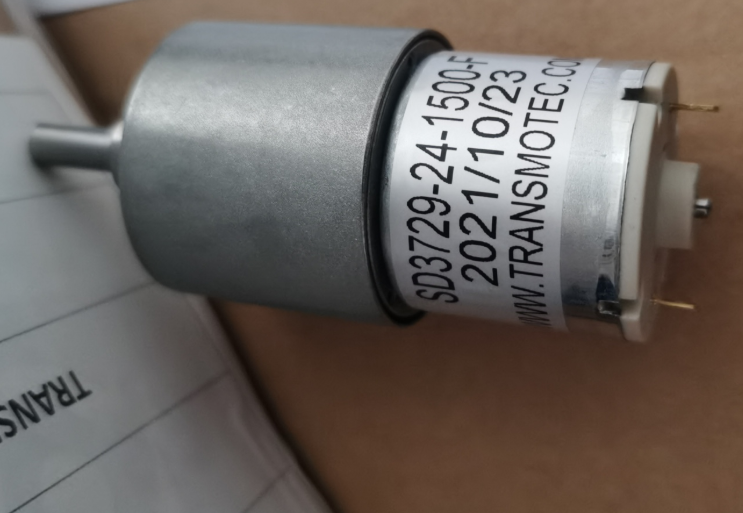 SD3729-24-1500-F
2021/10/23
WWW.TRANSMOTEC.CO
TRANS